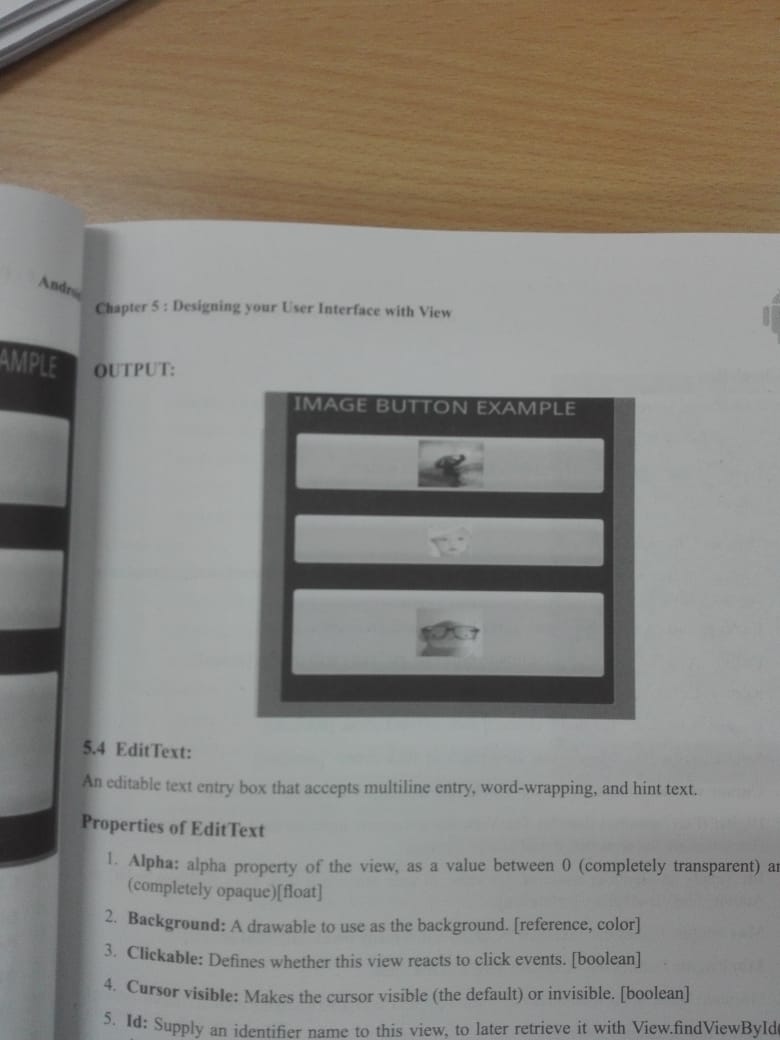 Andro
AMPLE
Chapter 5 : Designing your User Interface with View
OUTPUT:
IMAGE BUTTON EXAMPLE
5.4 EditText:
An editable text entry box that accepts multiline entry, word-wrapping, and hint text.
Properties of EditText
1. Alpha: alpha property of the view, as a value between 0 (completely transparent)
(completely opaque)[float]
2. Background: A drawable to use as the background. [reference, color]
3. Clickable: Defines whether this view reacts to click events. [boolean]
4. Cursor visible: Makes the cursor visible (the default) or invisible. [boolean]
5. Id: Supply an identifier name to this view, to later retrieve it with View.findViewById(